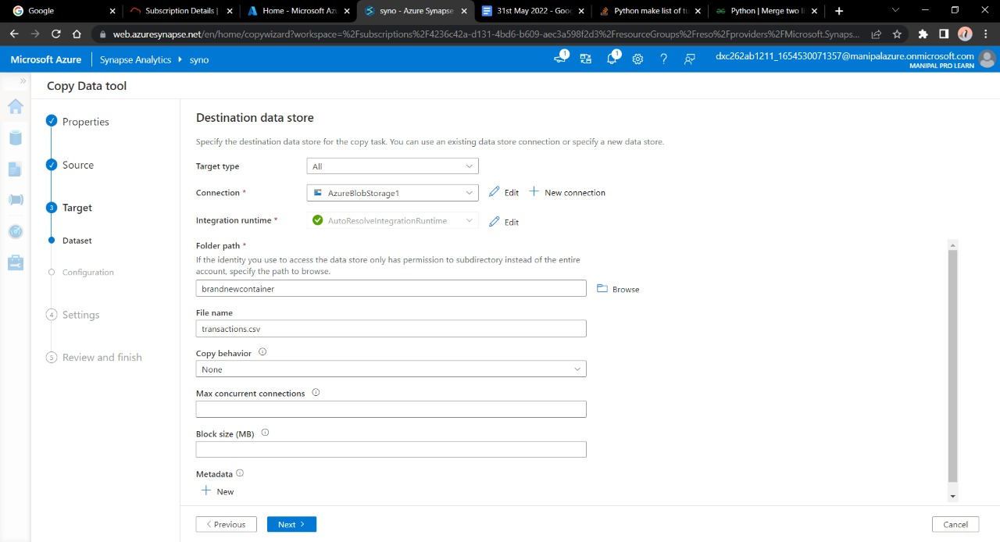 Google
Subscription Details |
Home - Microsoft Azu
syno - Azure Synapse
31st May 2022 - Goog
Python make list of tu
Python | Merge two li
web.azuresynapse.net/en/home/copywizard?workspace=%2Fsubscriptions%2F4236c42a-d131-4bd6-b609-aec3a598f2d3%2FresourceGroups%2Freso%2Fproviders%2FMicrosoft.Synaps...
Microsoft Azure
Synapse Analytics
syno
1
1
dxc262ab1211_1654530071357@manipalazure.onmicrosoft.com
MANIPAL PRO LEARN
Copy Data tool
Properties
Source
3 Target
Dataset
Configuration
4 Settings
5 Review and finish
Destination data store
Specify the destination data store for the copy task. You can use an existing data store connection or specify a new data store.
Target type
All
Connection *
AzureBlobStorage1
Edit
New connection
Integration runtime *
AutoResolveIntegrationRuntime
Edit
Folder path *
If the identity you use to access the data store only has permission to subdirectory instead of the entire
account, specify the path to browse.
brandnewcontainer
Browse
File name
transactions.csv
Copy behavior
None
Max concurrent connections
Block size (MB)
Metadata
New
Previous
Next
Cancel